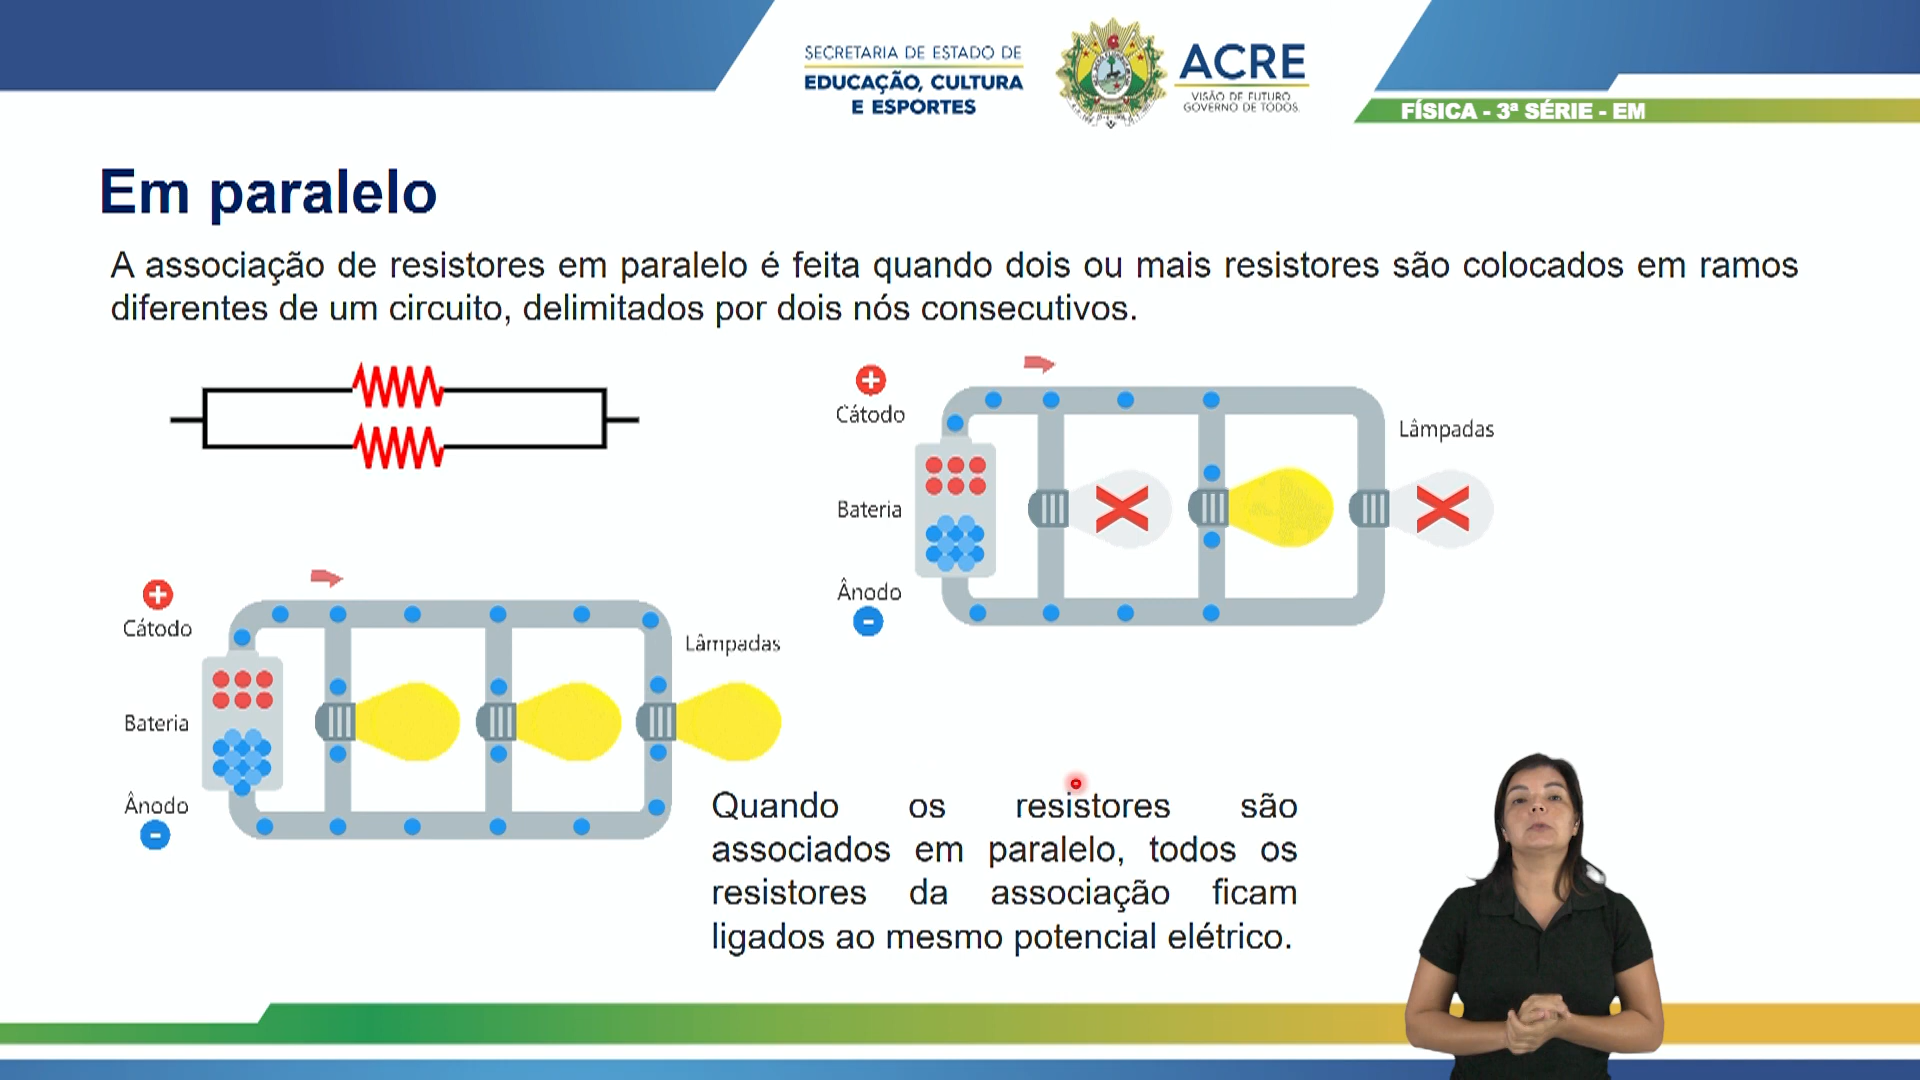 SECRETARIA DE ESTADO DE
EDUCAÇÃO, CULTURA
E ESPORTES
ACRE
VISÃO DE FUTURO
GOVERNO DE TODOS
FÍSICA - 3ª SÉRIE - EM
Em paralelo
A associação de resistores em paralelo é feita quando dois ou mais resistores são colocados em ramos
diferentes de um circuito, delimitados por dois nós consecutivos.
+
Cátodo
Lâmpadas
Bateria
Ânodo
-
+
Cátodo
Lâmpadas
Bateria
Ânodo
-
Quando os resistores são
associados em paralelo, todos os
resistores da associação ficam
ligados ao mesmo potencial elétrico.